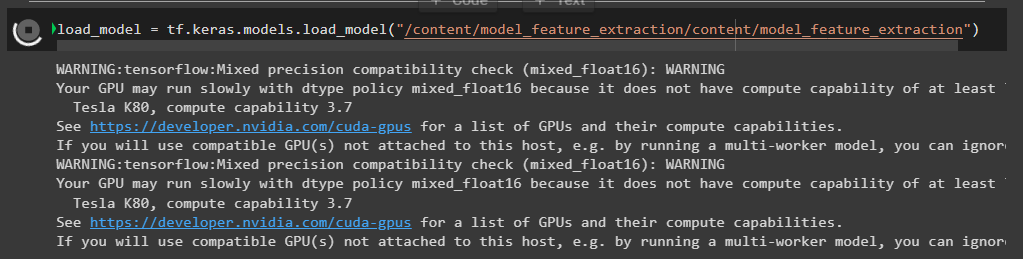 + Code + Text
load_model = tf.keras.models.load_model("/content/model_feature_extraction/content/model_feature_extraction")
WARNING:tensorflow:Mixed precision compatibility check (mixed_float16): WARNING
Your GPU may run slowly with dtype policy mixed_float16 because it does not have compute capability of at least
Tesla K80, compute capability 3.7
See https://developer.nvidia.com/cuda-gpus for a list of GPUs and their compute capabilities.
If you will use compatible GPU(s) not attached to this host, e.g. by running a multi-worker model, you can ignor
WARNING:tensorflow:Mixed precision compatibility check (mixed_float16): WARNING
Your GPU may run slowly with dtype policy mixed_float16 because it does not have compute capability of at least
Tesla K80, compute capability 3.7
See https://developer.nvidia.com/cuda-gpus for a list of GPUs and their compute capabilities.
If you will use compatible GPU(s) not attached to this host, e.g. by running a multi-worker model, you can ignor